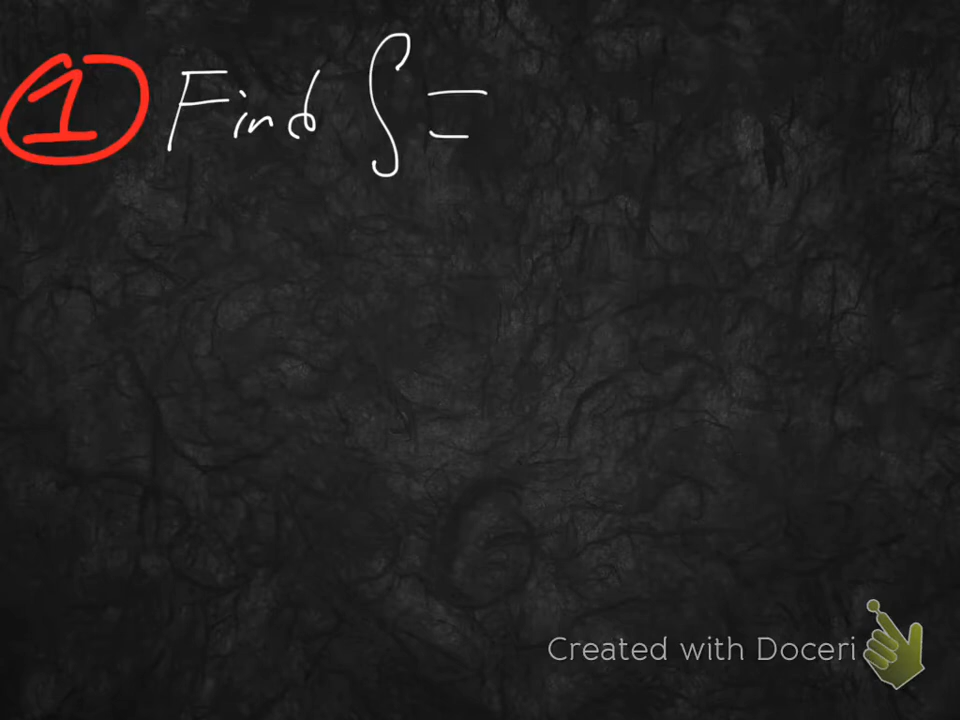 ① Find ∫ =
Created with Doceri